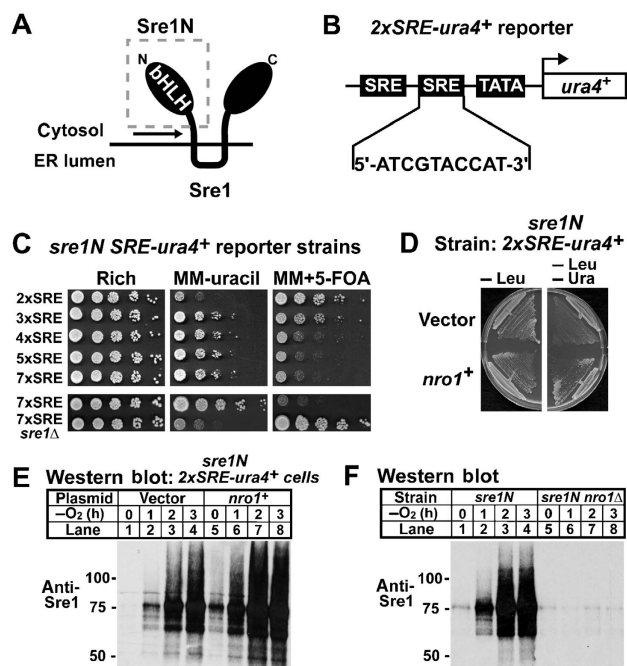 A
Sre1N
N
C
bHLH
Cytosol
ER lumen
Sre1
B 2xSRE-ura4+ reporter
SRE SRE TATA ura4+
5'-ATCGTACCAT-3'
C sre1N SRE-ura4+ reporter strains
Rich MM-uracil MM+5-FOA
2xSRE
3xSRE
4xSRE
5xSRE
7xSRE
7xSRE
7xSRE
sre1Δ
D sre1N
Strain: 2xSRE-ura4+
– Leu
– Leu
– Ura
Vector
nro1+
E Western blot: sre1N
2xSRE-ura4+ cells
Plasmid Vector nro1+
–O2 (h) 0 1 2 3 0 1 2 3
Lane 1 2 3 4 5 6 7 8
Anti-
Sre1
100-
75-
50-
F Western blot
Strain sre1N sre1N nro1Δ
–O2 (h) 0 1 2 3 0 1 2 3
Lane 1 2 3 4 5 6 7 8
Anti-
Sre1
100-
75-
50-